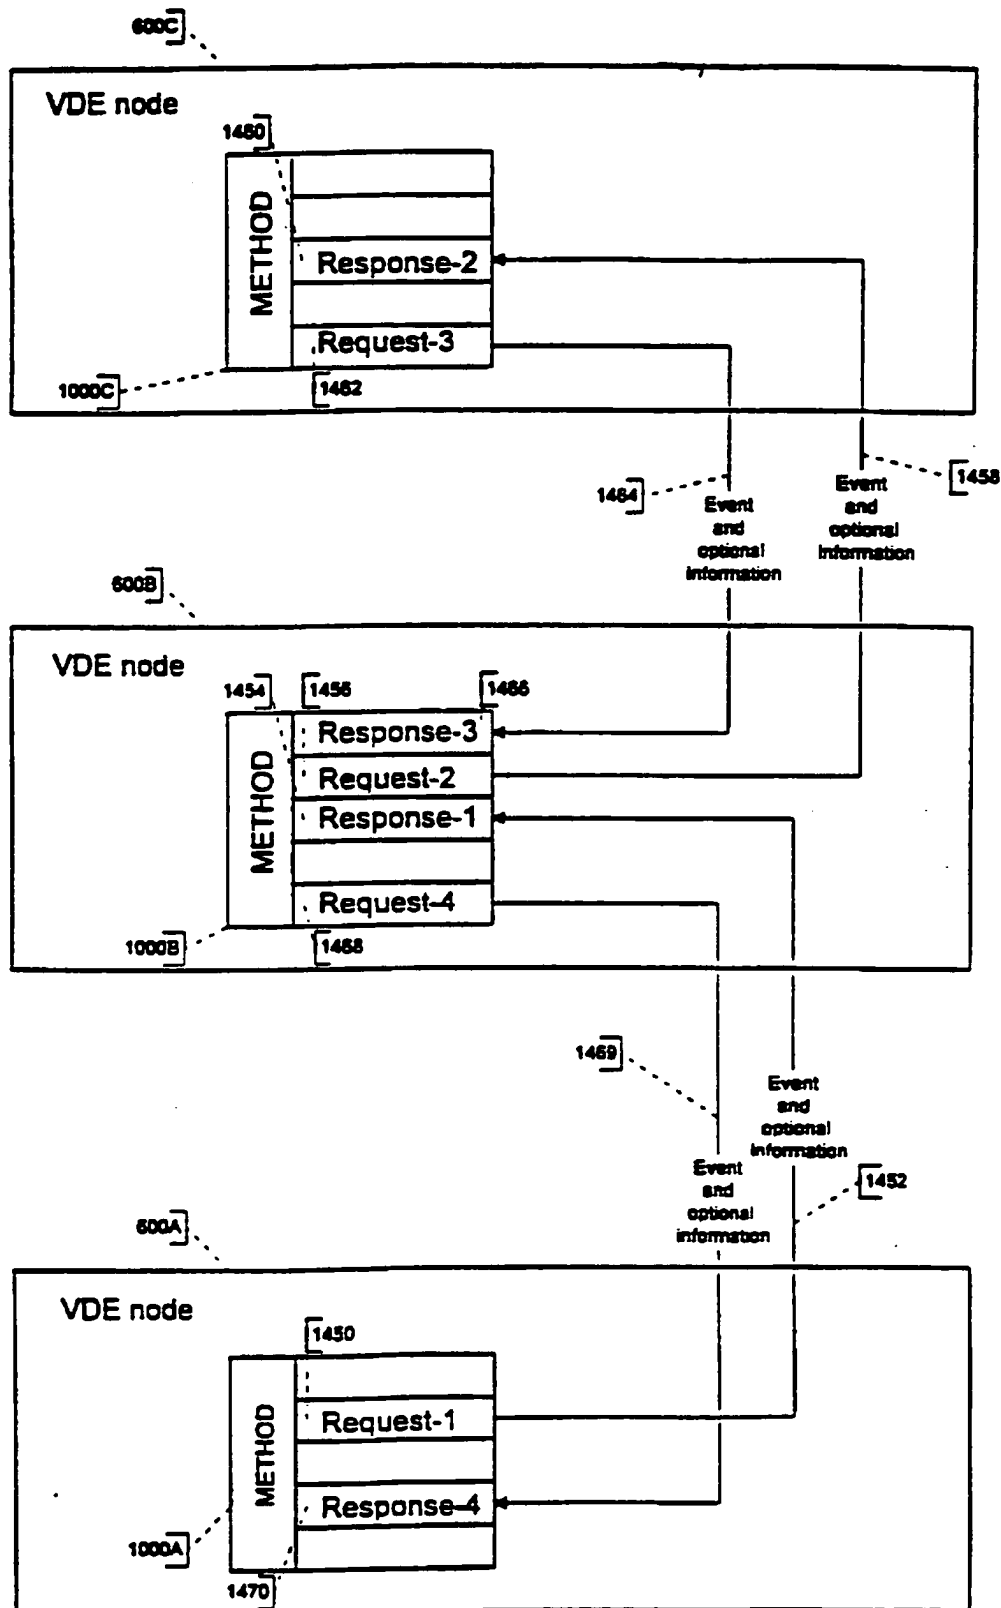 600C
VDE node
1460
METHOD
Response-2
Request-3
1000C
1462
1464
Event
and
optional
information
Event
and
optional
information
1458
600B
VDE node
1454
1456
1466
METHOD
Response-3
Request-2
Response-1
Request-4
1000B
1468
1469
Event
and
optional
information
Event
and
optional
information
1452
600A
VDE node
1450
METHOD
Request-1
Response-4
1000A
1470